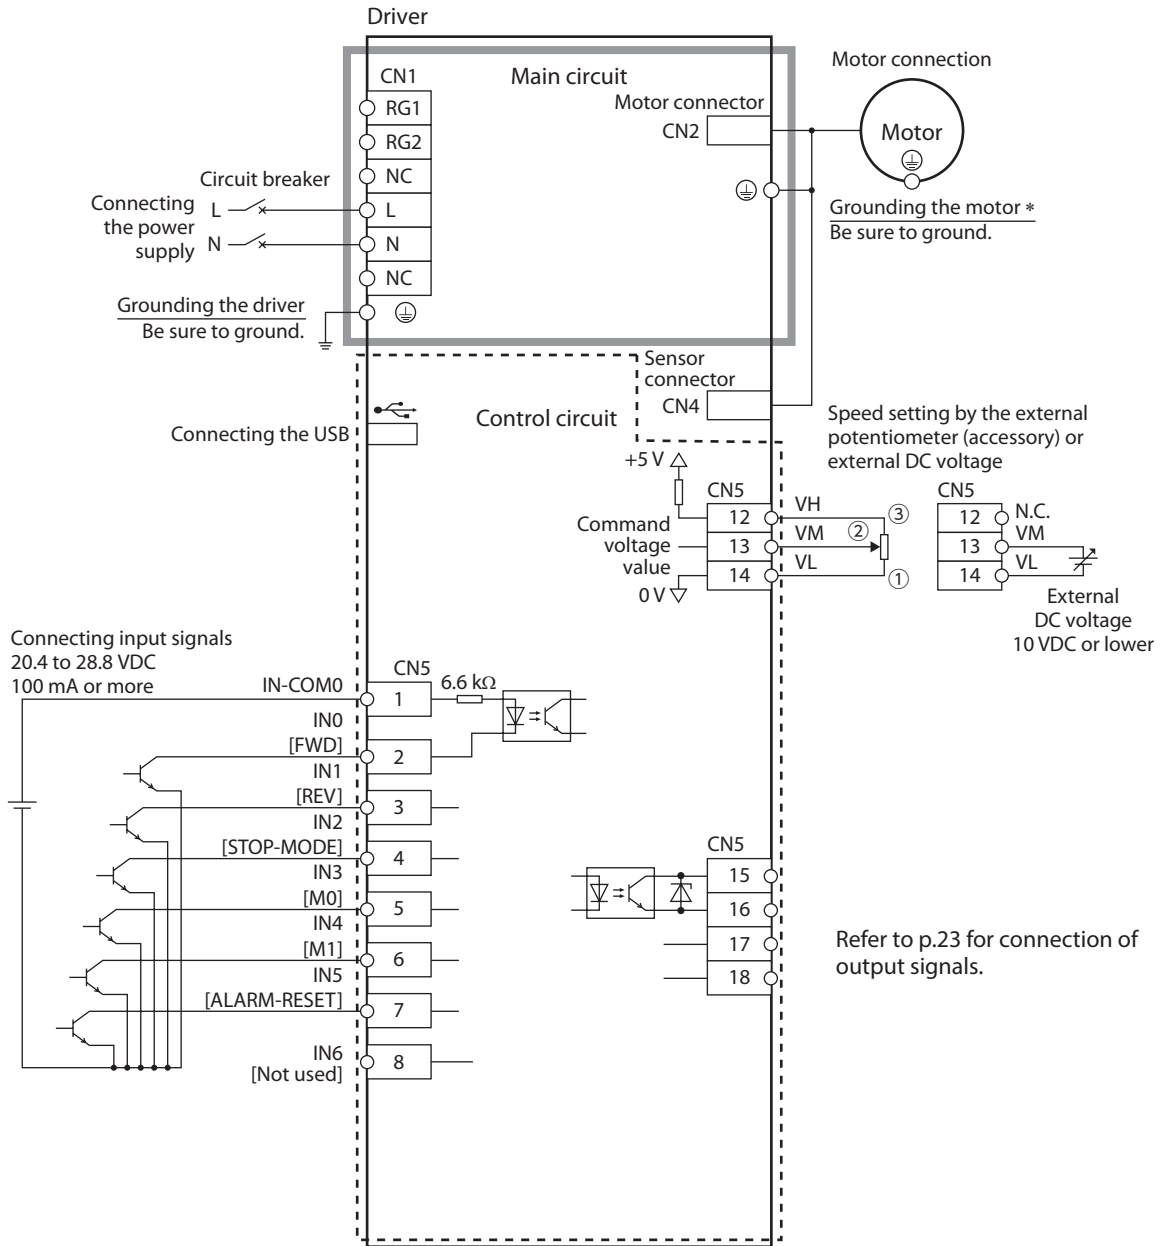 Driver
Main circuit
CN1
RG1
RG2
NC
L
N
NC
Circuit breaker
Connecting
the power
supply
L
N
Grounding the driver
Be sure to ground.
Motor connector
CN2
Motor connection
Motor
Grounding the motor *
Be sure to ground.
Sensor
connector
CN4
Control circuit
Connecting the USB
+5 V
Command
voltage
value
0 V
CN5
12
13
14
VH
VM
VL
③
②
①
Speed setting by the external
potentiometer (accessory) or
external DC voltage
CN5
12
13
14
N.C.
VM
VL
External
DC voltage
10 VDC or lower
Connecting input signals
20.4 to 28.8 VDC
100 mA or more
CN5
6.6 kΩ
IN-COM0
1
IN0
[FWD]
2
IN1
[REV]
3
IN2
[STOP-MODE]
4
IN3
[M0]
5
IN4
[M1]
6
IN5
[ALARM-RESET]
7
IN6
[Not used]
8
CN5
15
16
17
18
Refer to p.23 for connection of
output signals.